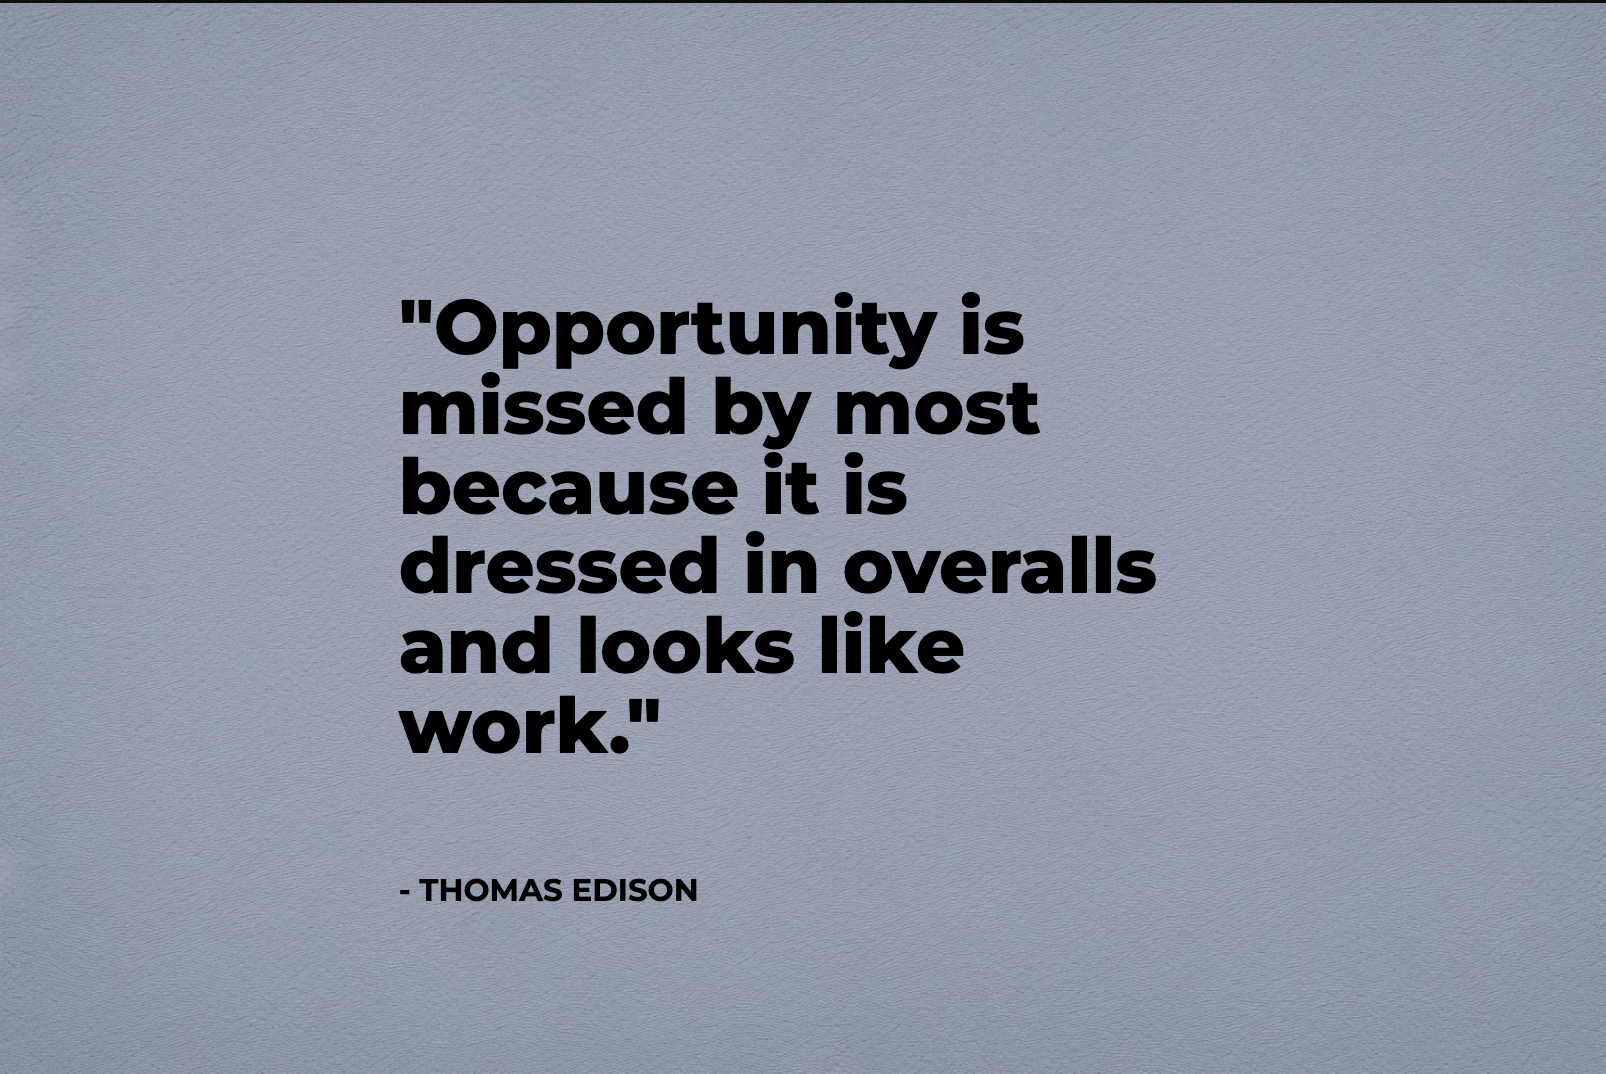 "Opportunity is
missed by most
because it is
dressed in overalls
and looks like
work."
- THOMAS EDISON